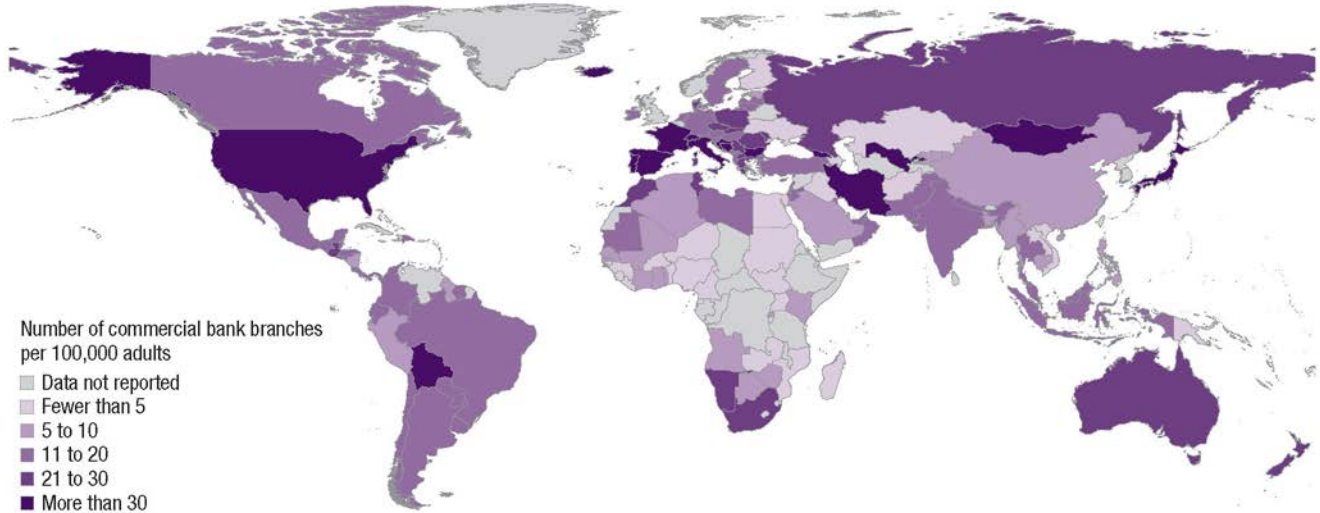 Number of commercial bank branches
per 100,000 adults
Data not reported
Fewer than 5
5 to 10
11 to 20
21 to 30
More than 30